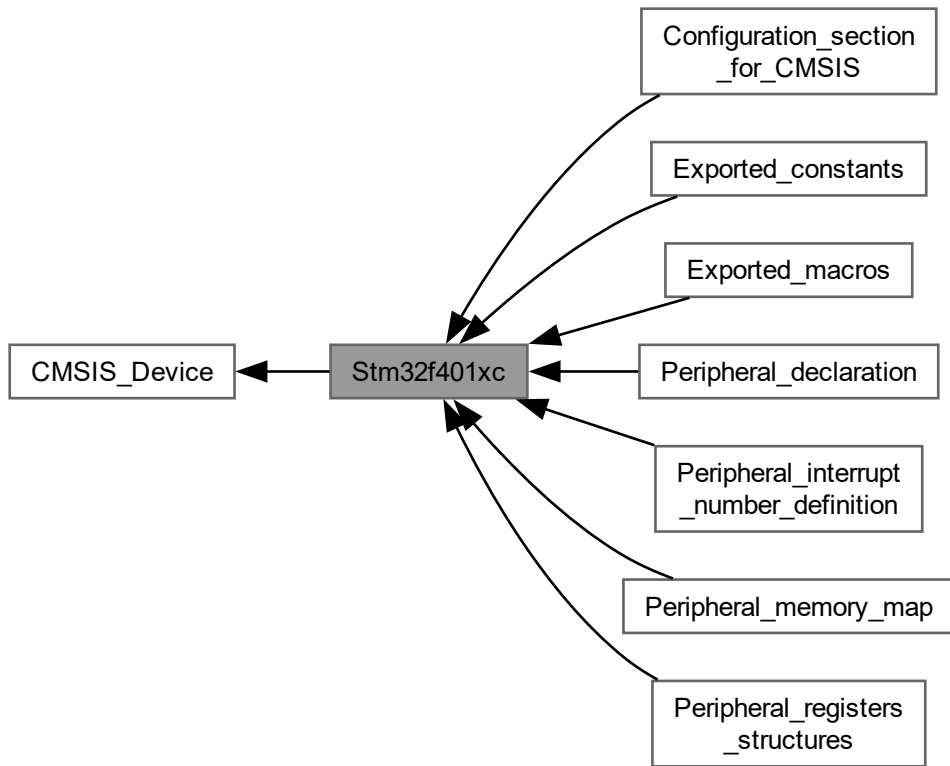 Configuration_section
_for_CMSIS
Exported_constants
Exported_macros
CMSIS_Device
Stm32f401xc
Peripheral_declaration
Peripheral_interrupt
_number_definition
Peripheral_memory_map
Peripheral_registers
_structures